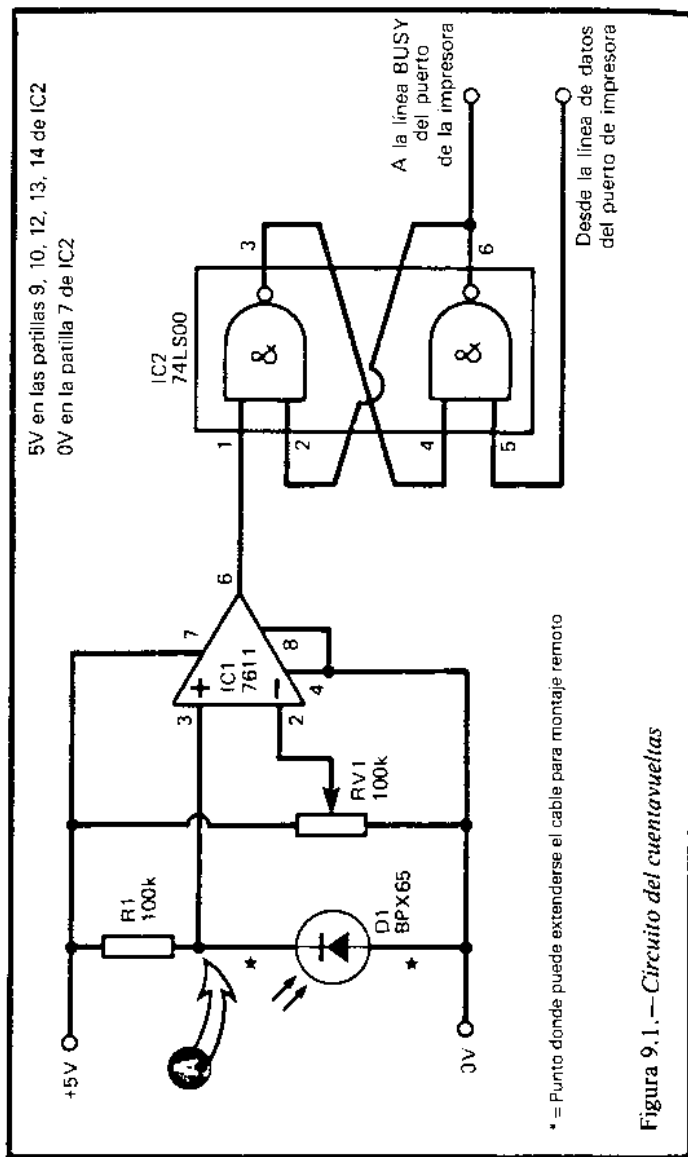 5V en las patillas 9, 10, 12, 13, 14 de IC2
0V en la patilla 7 de IC2
+5V
R1
100k
A
3
+
IC1
7611
7
6
2
−
8
4
RV1
100k
D1
BPX65
*
*
0V
IC2
74LS00
1
2
&
3
4
5
&
6
A la línea BUSY
del puerto
de la impresora
Desde la línea de datos
del puerto de impresora
* = Punto donde puede extenderse el cable para montaje remoto
Figura 9.1.—Circuito del cuentavueltas